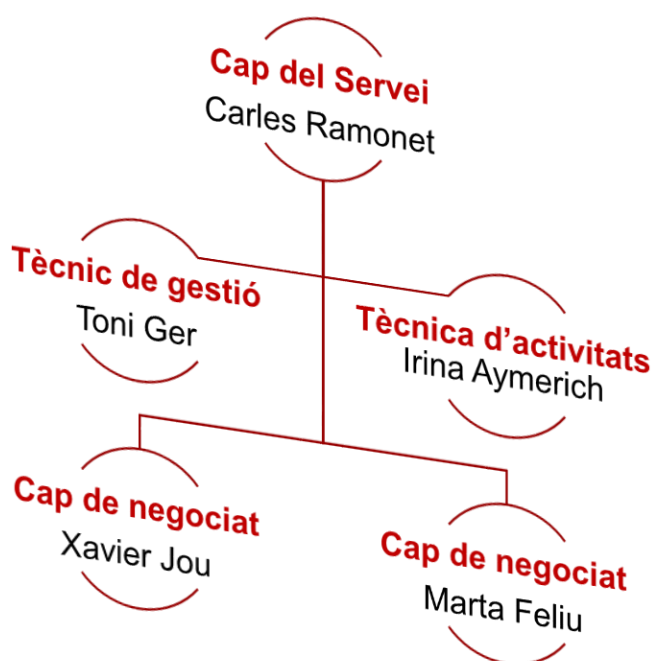 Cap del Servei
Carles Ramonet
Tècnic de gestió
Toni Ger
Tècnica d’activitats
Irina Aymerich
Cap de negociat
Xavier Jou
Cap de negociat
Marta Feliu